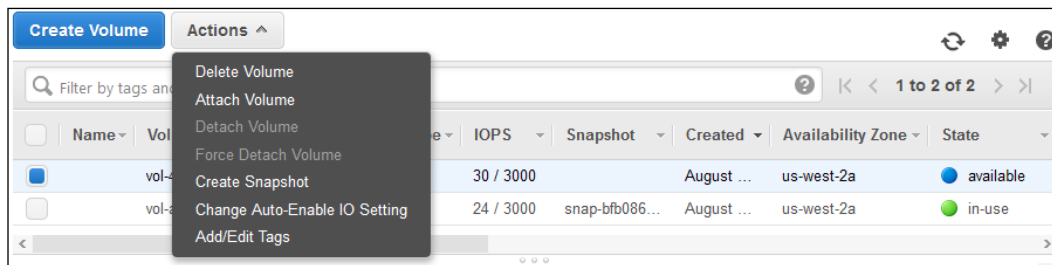 Create Volume Actions
Delete Volume
Filter by tags and 1 to 2 of 2
Attach Volume
Name Detach Volume IOPS Snapshot Created Availability Zone State
Force Detach Volume
vol- Create Snapshot 30 / 3000 August ... us-west-2a available
vol- Change Auto-Enable IO Setting 24 / 3000 snap-bfb086... August ... us-west-2a in-use
Add/Edit Tags